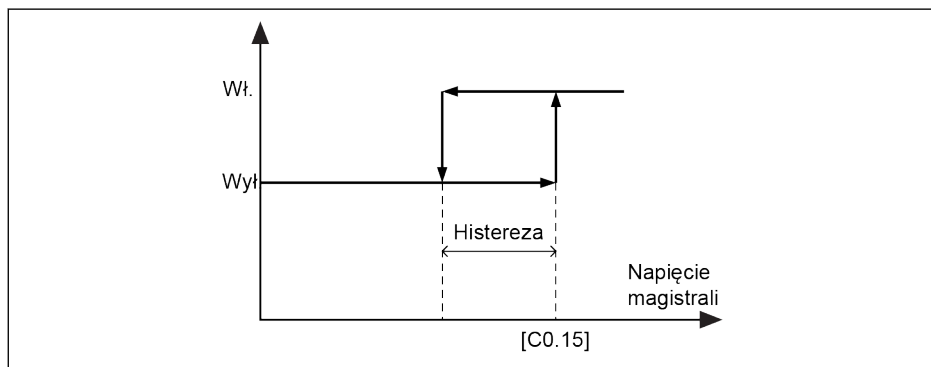 Wł.
Wył
Histereza
Napięcie
magistrali
[C0.15]